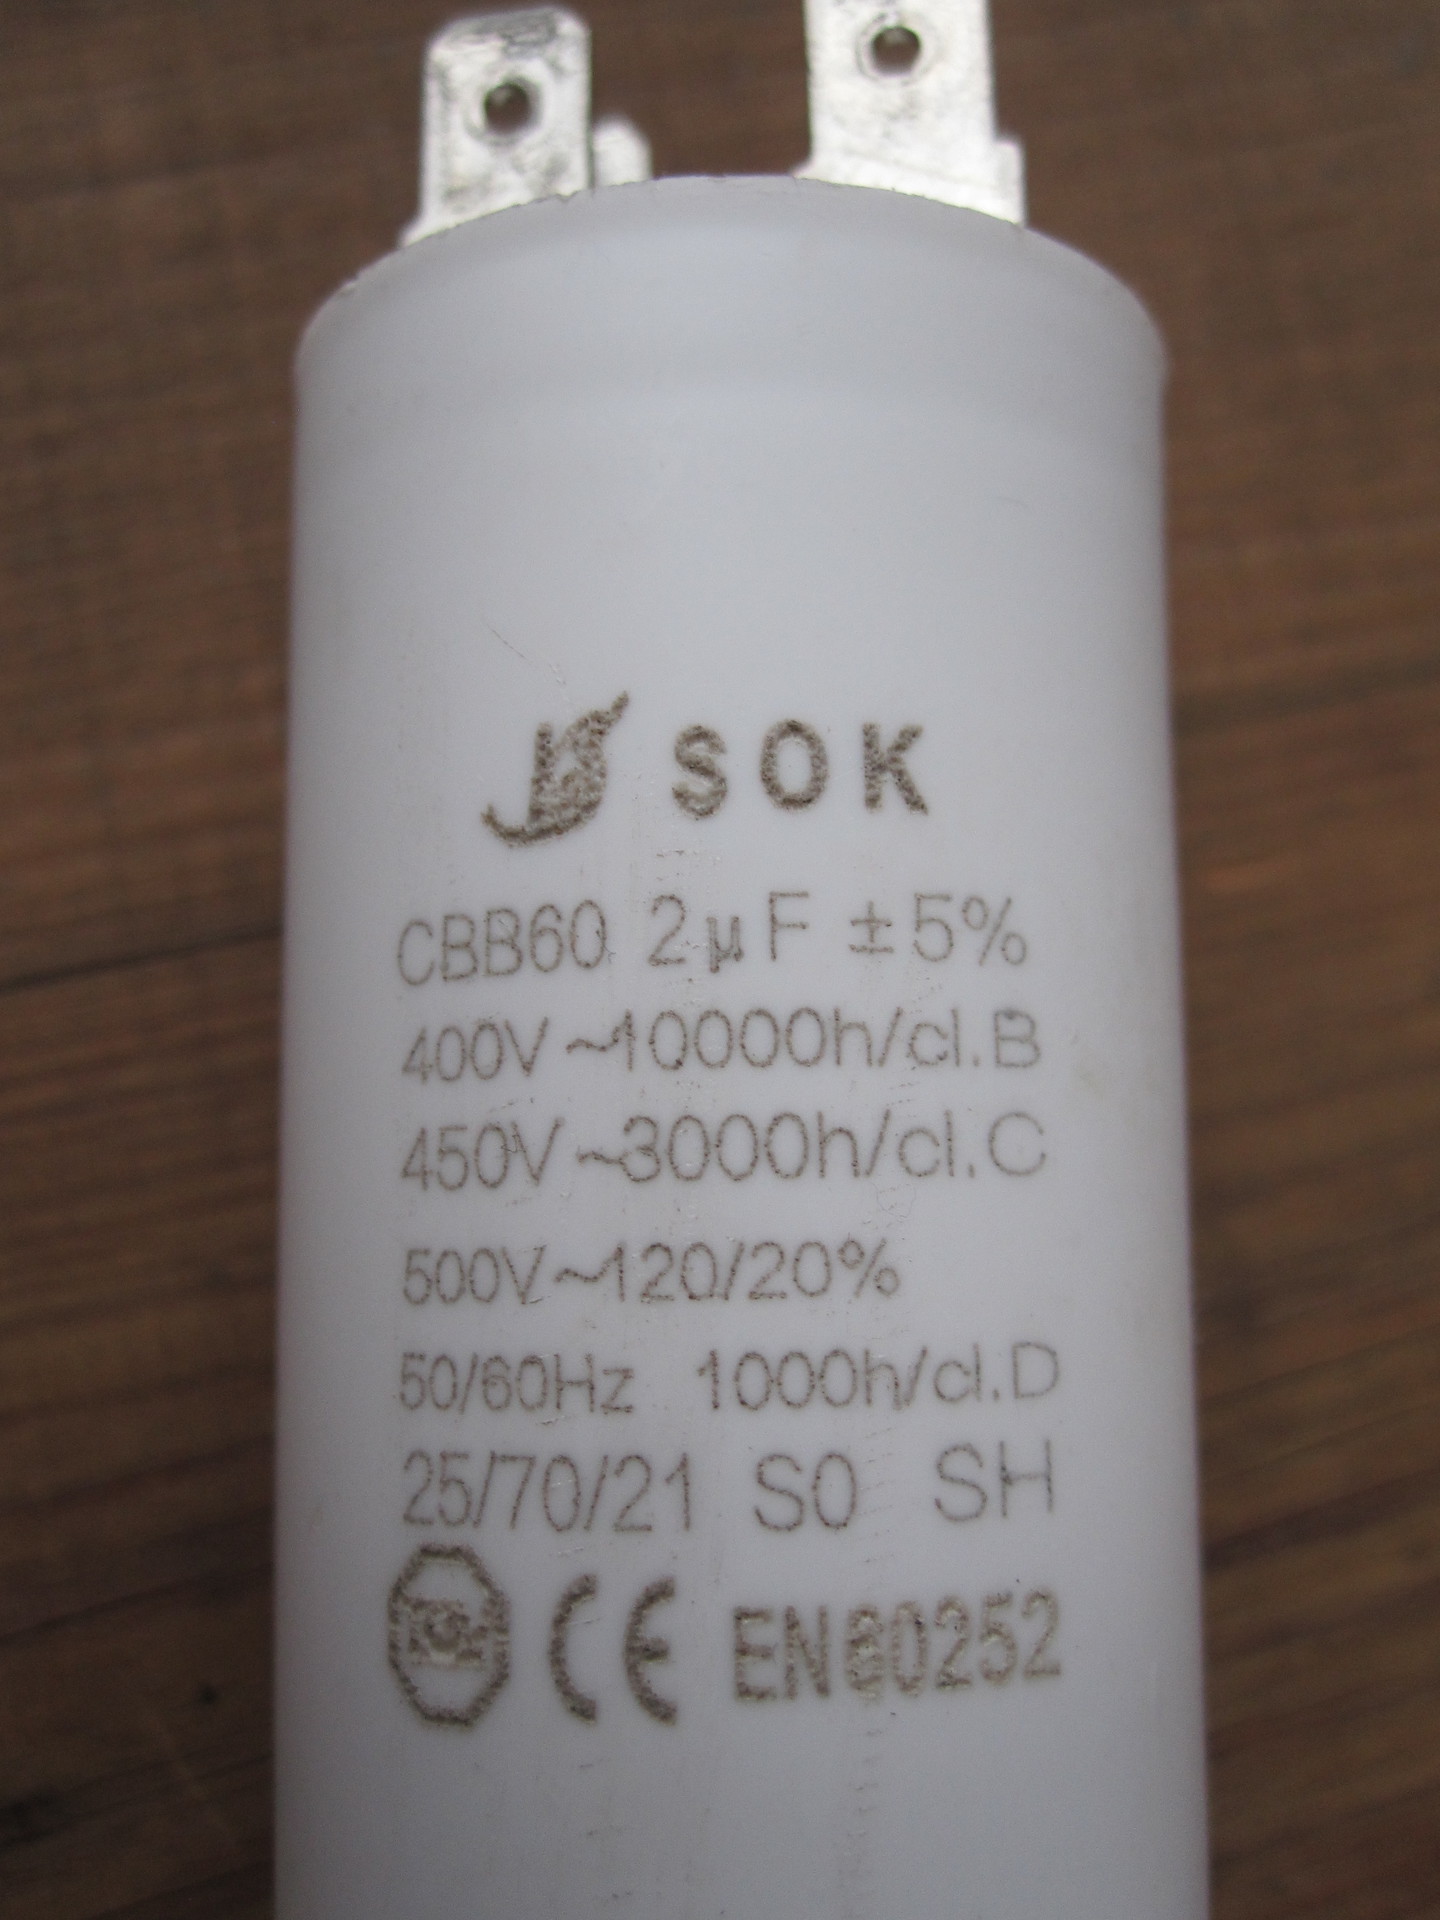 SOK
CBB60 2μF ±5%
400V~10000h/cl.B
450V~3000h/cl.C
500V~120/20%
50/60Hz 1000h/cl.D
25/70/21 S0 SH
CE EN60252